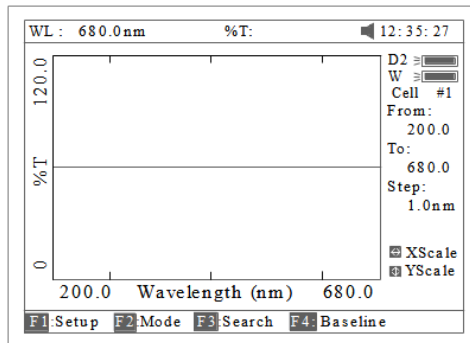 WL: 680.0nm %T: 12:35:27
120.0
%T
0
200.0 Wavelength (nm) 680.0
D2
W
Cell #1
From:
200.0
To:
680.0
Step:
1.0nm
XScale
YScale
F1:Setup F2:Mode F3:Search F4: Baseline